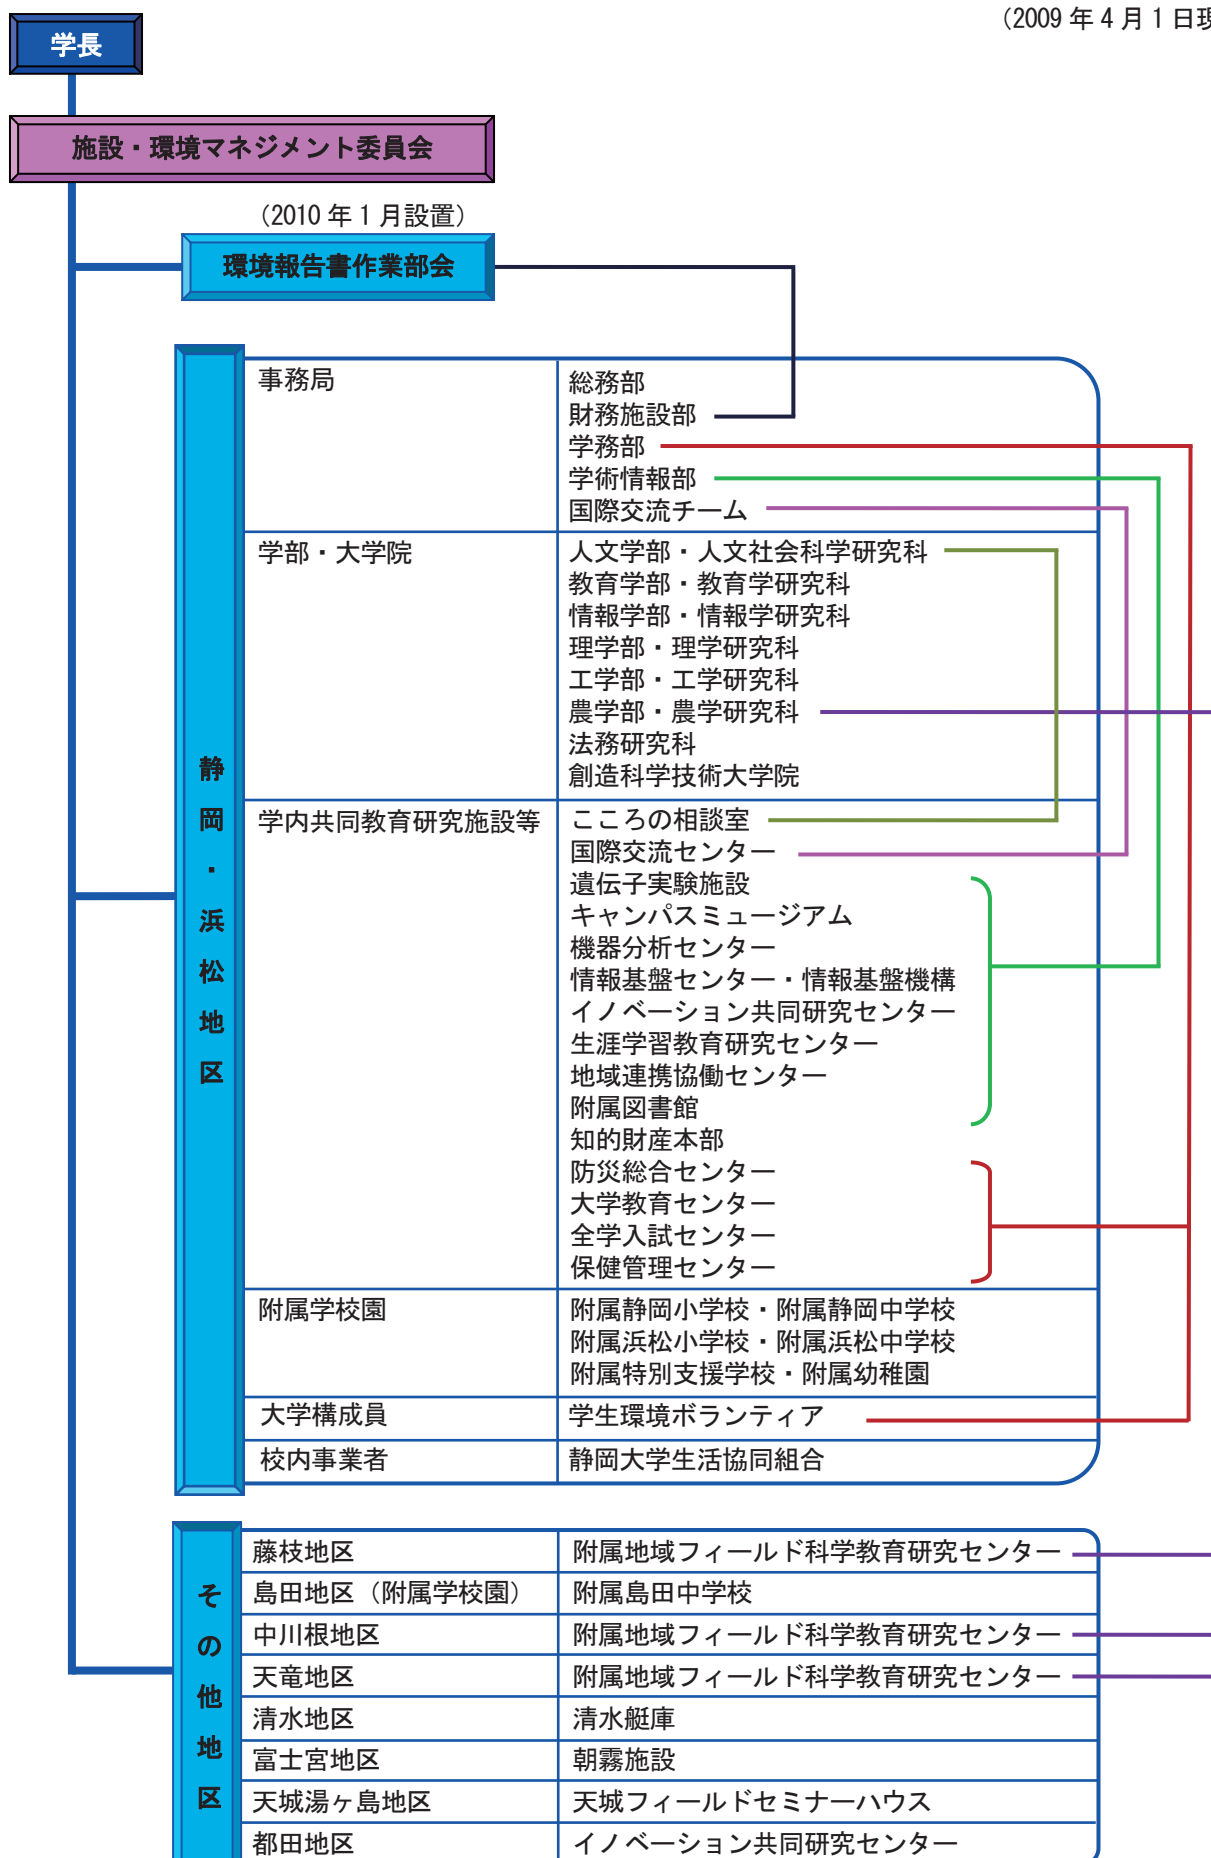 （2009 年 4 月 1 日現
学長
施設・環境マネジメント委員会
（2010 年 1 月設置）
環境報告書作業部会
静岡・浜松地区
事務局
総務部
財務施設部
学務部
学術情報部
国際交流チーム
学部・大学院
人文学部・人文社会科学研究科
教育学部・教育学研究科
情報学部・情報学研究科
理学部・理学研究科
工学部・工学研究科
農学部・農学研究科
法務研究科
創造科学技術大学院
学内共同教育研究施設等
こころの相談室
国際交流センター
遺伝子実験施設
キャンパスミュージアム
機器分析センター
情報基盤センター・情報基盤機構
イノベーション共同研究センター
生涯学習教育研究センター
地域連携協働センター
附属図書館
知的財産本部
防災総合センター
大学教育センター
全学入試センター
保健管理センター
附属学校園
附属静岡小学校・附属静岡中学校
附属浜松小学校・附属浜松中学校
附属特別支援学校・附属幼稚園
大学構成員
学生環境ボランティア
校内事業者
静岡大学生活協同組合
その他地区
藤枝地区
附属地域フィールド科学教育研究センター
島田地区（附属学校園）
附属島田中学校
中川根地区
附属地域フィールド科学教育研究センター
天竜地区
附属地域フィールド科学教育研究センター
清水地区
清水艇庫
富士宮地区
朝霧施設
天城湯ヶ島地区
天城フィールドセミナーハウス
都田地区
イノベーション共同研究センター